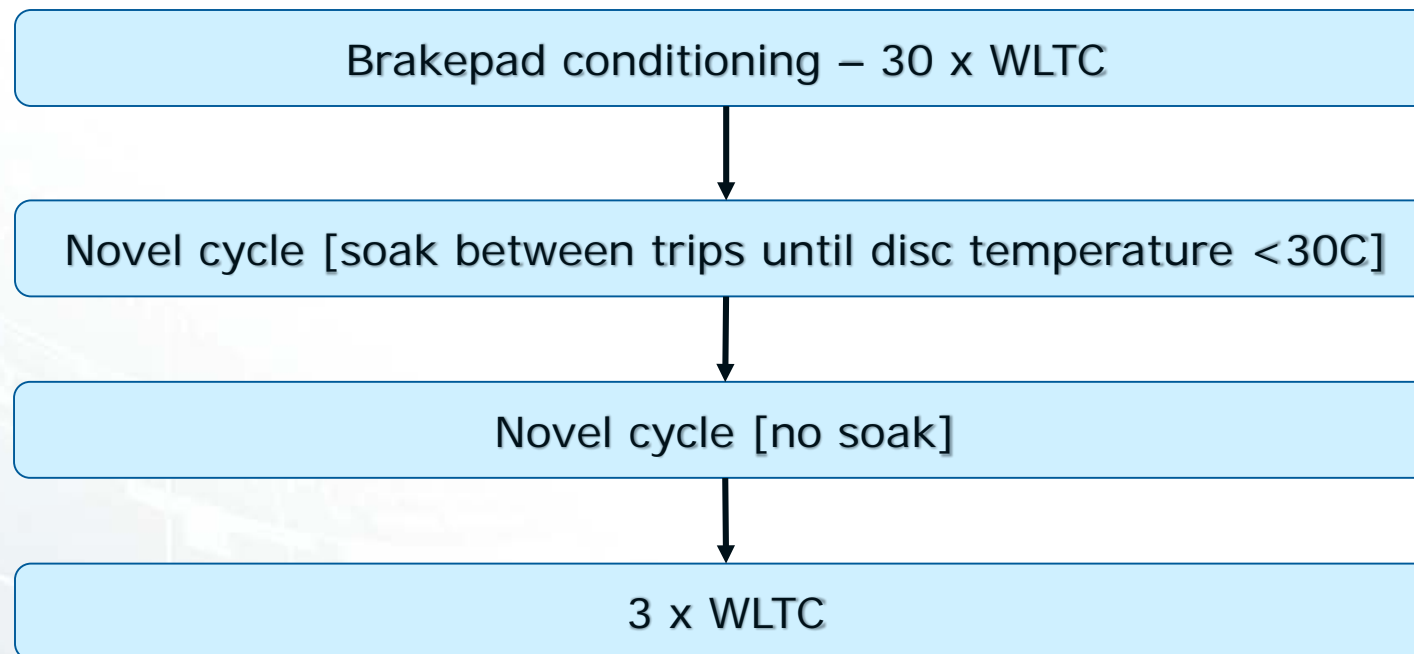 Brakepad conditioning – 30 x WLTC
Novel cycle [soak between trips until disc temperature <30C]
Novel cycle [no soak]
3 x WLTC